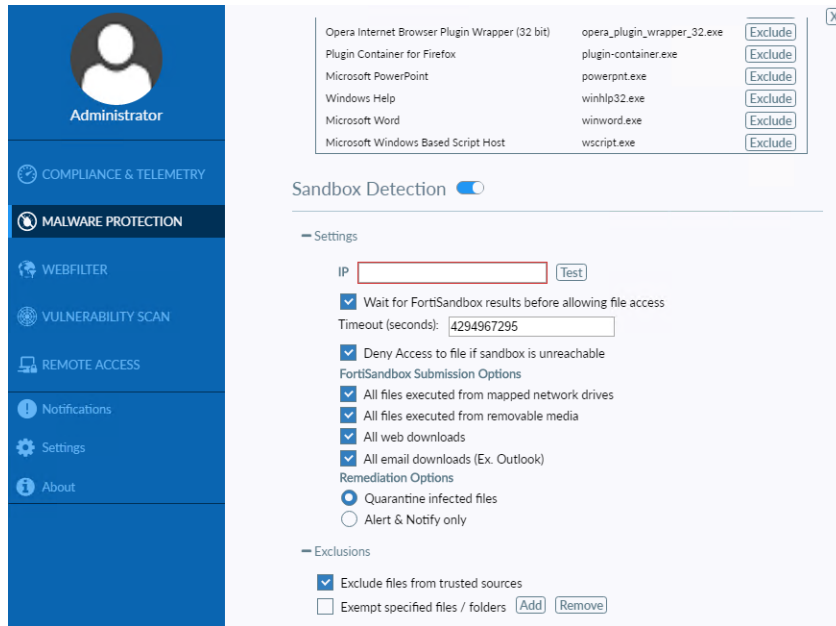 X
Administrator
COMPLIANCE & TELEMETRY
MALWARE PROTECTION
WEBFILTER
VULNERABILITY SCAN
REMOTE ACCESS
Notifications
Settings
About
Opera Internet Browser Plugin Wrapper (32 bit) opera_plugin_wrapper_32.exe Exclude
Plugin Container for Firefox plugin-container.exe Exclude
Microsoft PowerPoint powerpnt.exe Exclude
Windows Help winhlp32.exe Exclude
Microsoft Word winword.exe Exclude
Microsoft Windows Based Script Host wscript.exe Exclude
Sandbox Detection
Settings
IP Test
Wait for FortiSandbox results before allowing file access
Timeout (seconds): 4294967295
Deny Access to file if sandbox is unreachable
FortiSandbox Submission Options
All files executed from mapped network drives
All files executed from removable media
All web downloads
All email downloads (Ex. Outlook)
Remediation Options
Quarantine infected files
Alert & Notify only
Exclusions
Exclude files from trusted sources
Exempt specified files / folders Add Remove